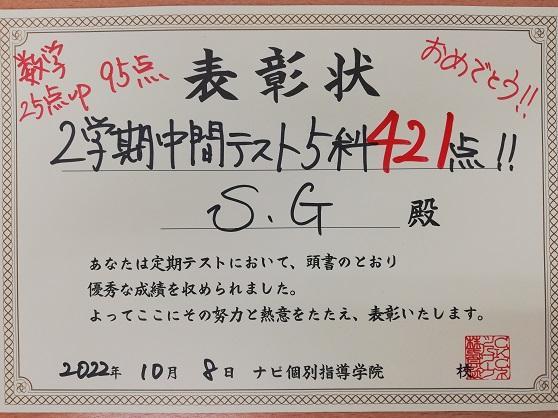 数学
25点up 95点
表彰状
おめでとう!!
2学期中間テスト5科421点!!
S.G 殿
あなたは定期テストにおいて、頭書のとおり
優秀な成績を収められました。
よってここにその努力と熱意をたたえ、表彰いたします。
2022年 10月 8日 ナビ個別指導学院 校